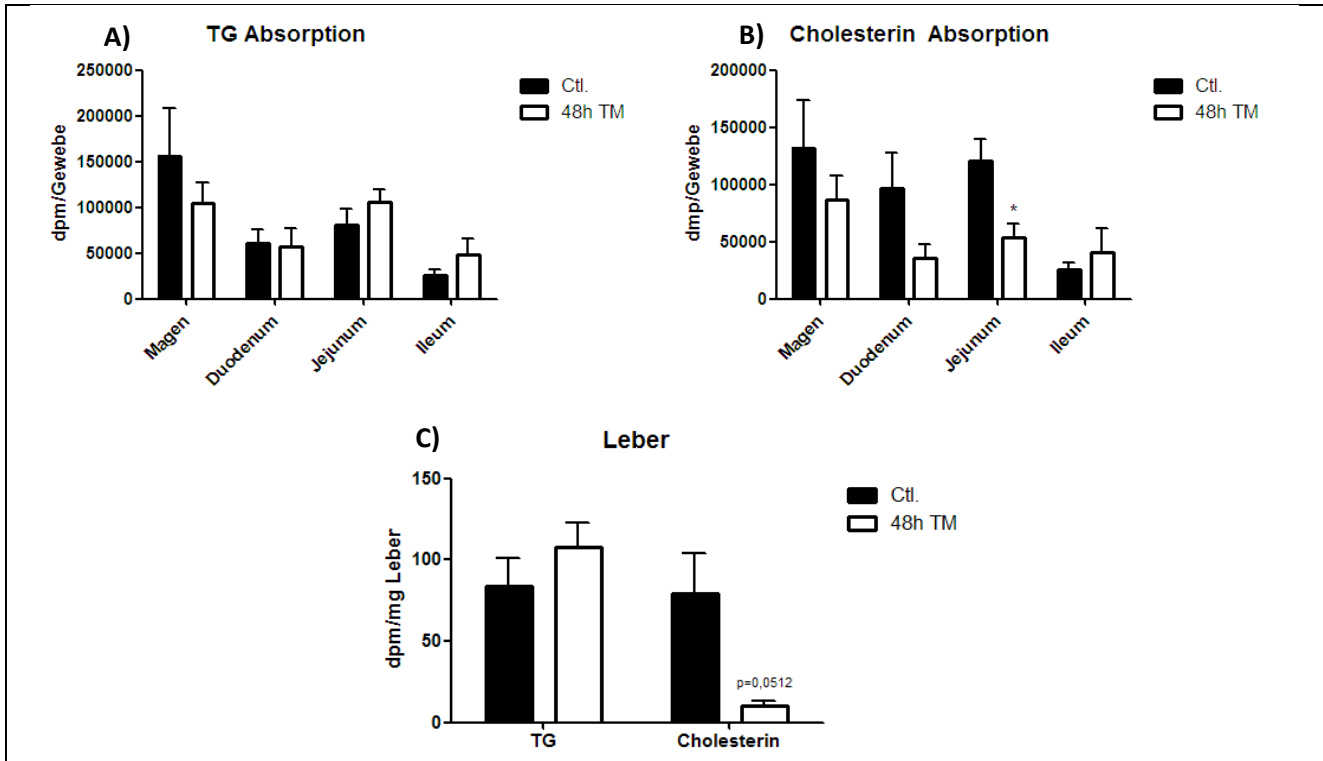 A) TG Absorption
250000
200000
150000
100000
50000
0
dpm/Gewebe
Magen
Duodenum
Jejunum
Ileum
Ctl.
48h TM
B) Cholesterin Absorption
200000
150000
100000
50000
0
dmp/Gewebe
*
Magen
Duodenum
Jejunum
Ileum
Ctl.
48h TM
C) Leber
150
100
50
0
dpm/mg Leber
p=0,0512
TG
Cholesterin
Ctl.
48h TM